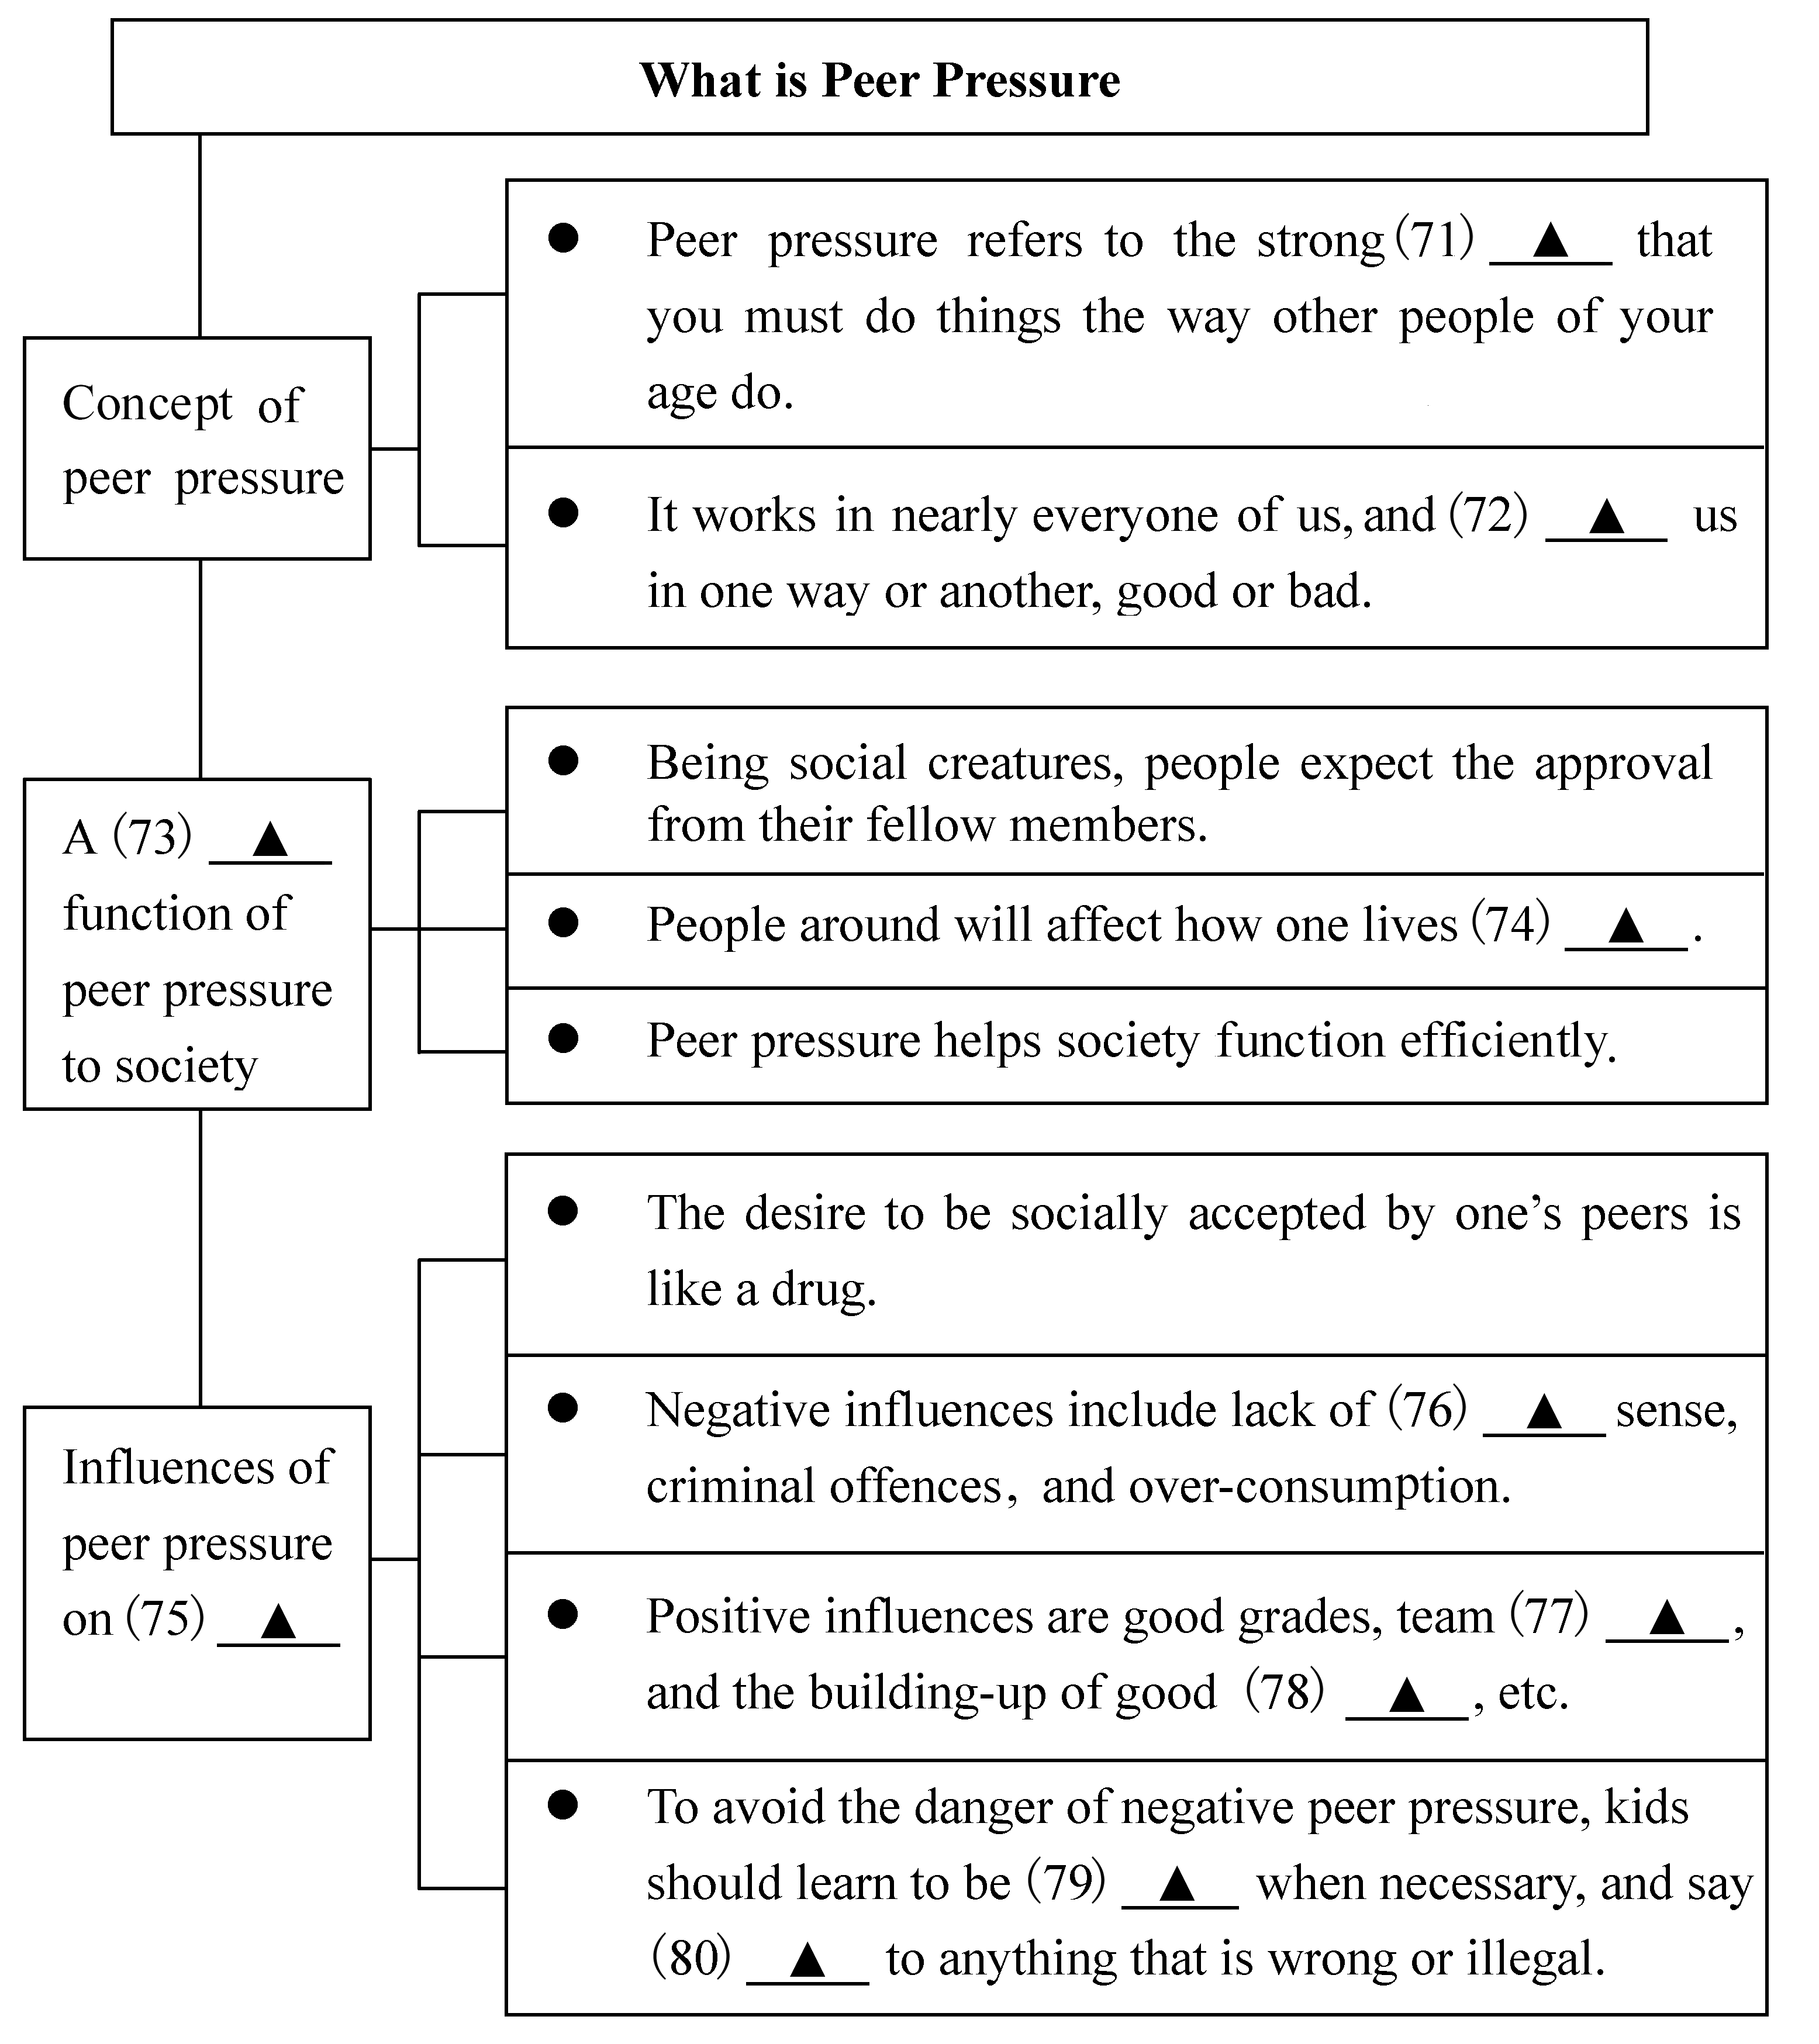 What is Peer Pressure
Concept of
peer pressure
● Peer pressure refers to the strong (71) ▲ that
you must do things the way other people of your
age do.
● It works in nearly everyone of us, and (72) ▲ us
in one way or another, good or bad.
A (73) ▲
function of
peer pressure
to society
● Being social creatures, people expect the approval
from their fellow members.
● People around will affect how one lives (74) ▲ .
● Peer pressure helps society function efficiently.
Influences of
peer pressure
on (75) ▲
● The desire to be socially accepted by one's peers is
like a drug.
● Negative influences include lack of (76) ▲ sense,
criminal offences, and over-consumption.
● Positive influences are good grades, team (77) ▲ ,
and the building-up of good (78) ▲ , etc.
● To avoid the danger of negative peer pressure, kids
should learn to be (79) ▲ when necessary, and say
(80) ▲ to anything that is wrong or illegal.